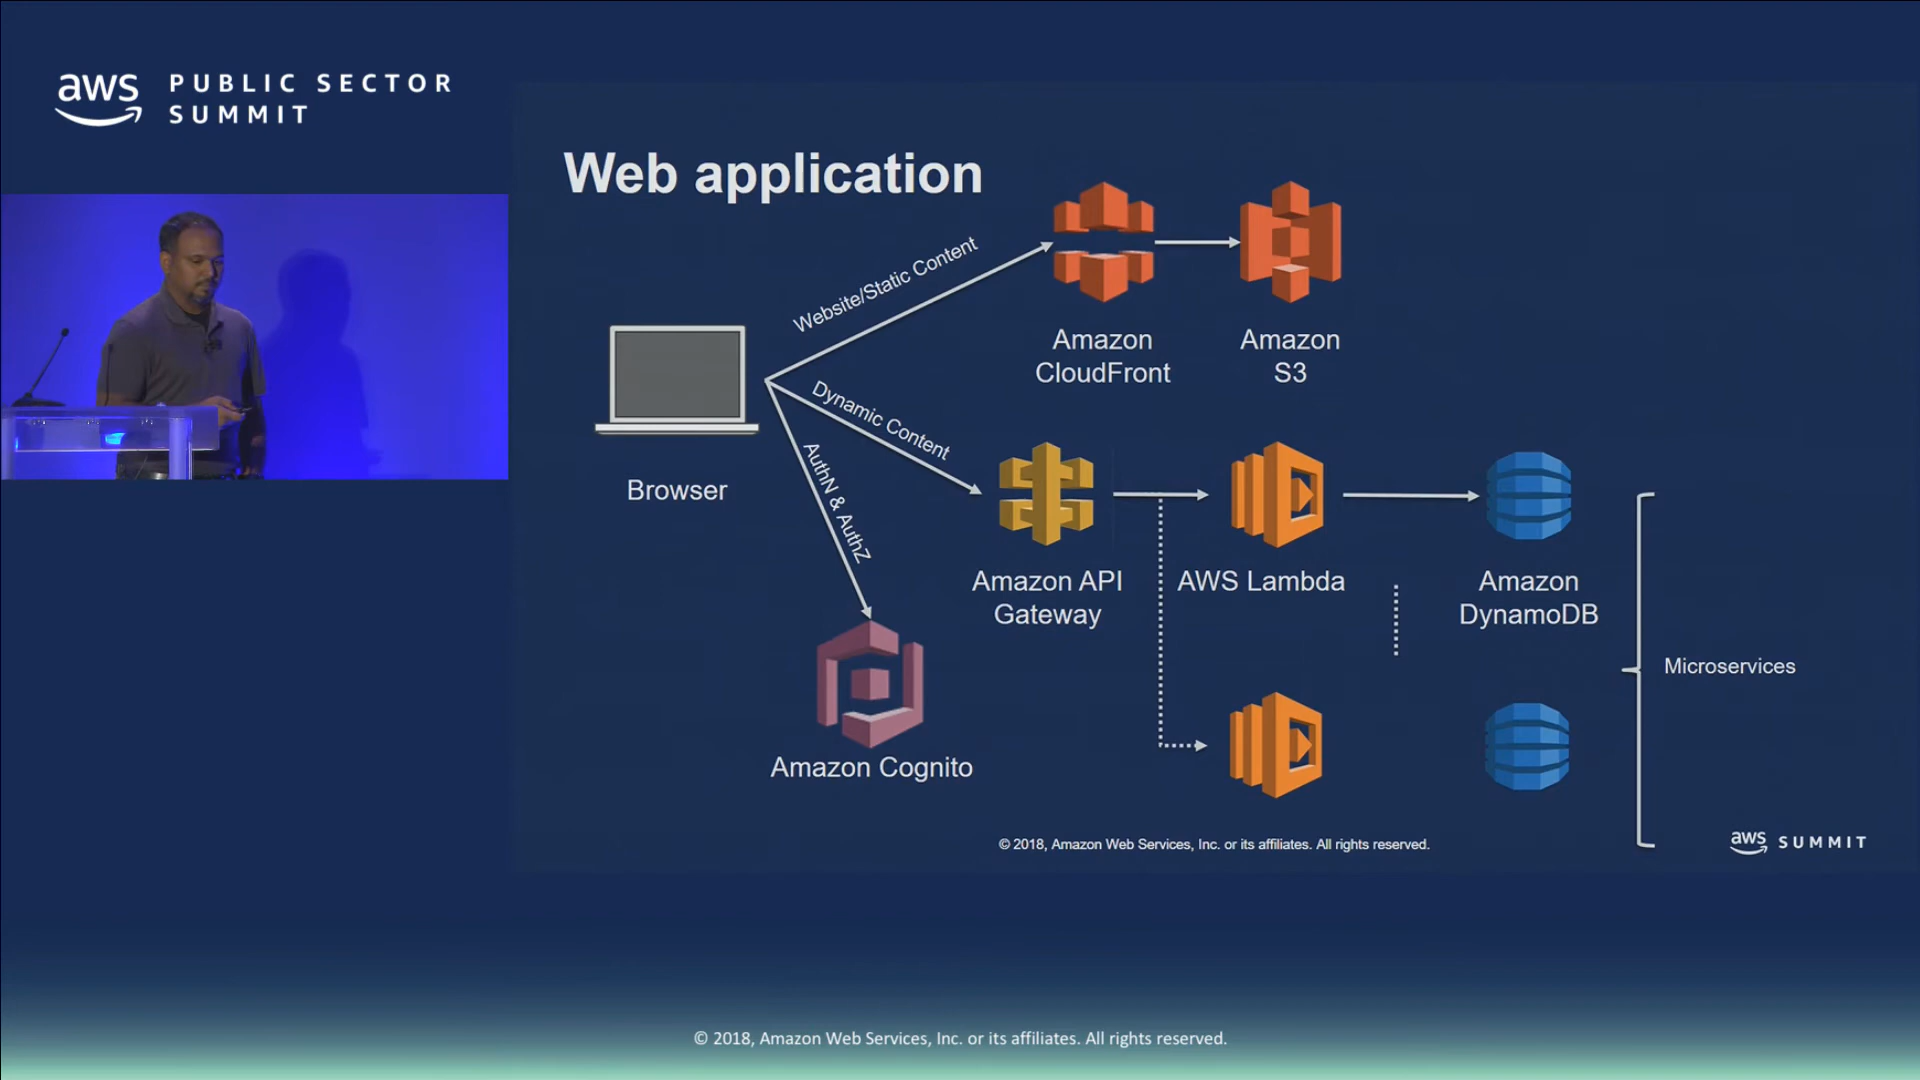 aws PUBLIC SECTOR
SUMMIT
Web application
Website/Static Content
Dynamic Content
AuthN & AuthZ
Browser
Amazon
CloudFront
Amazon
S3
Amazon API
Gateway
AWS Lambda
Amazon
DynamoDB
Amazon Cognito
Microservices
© 2018, Amazon Web Services, Inc. or its affiliates. All rights reserved.
aws SUMMIT
© 2018, Amazon Web Services, Inc. or its affiliates. All rights reserved.